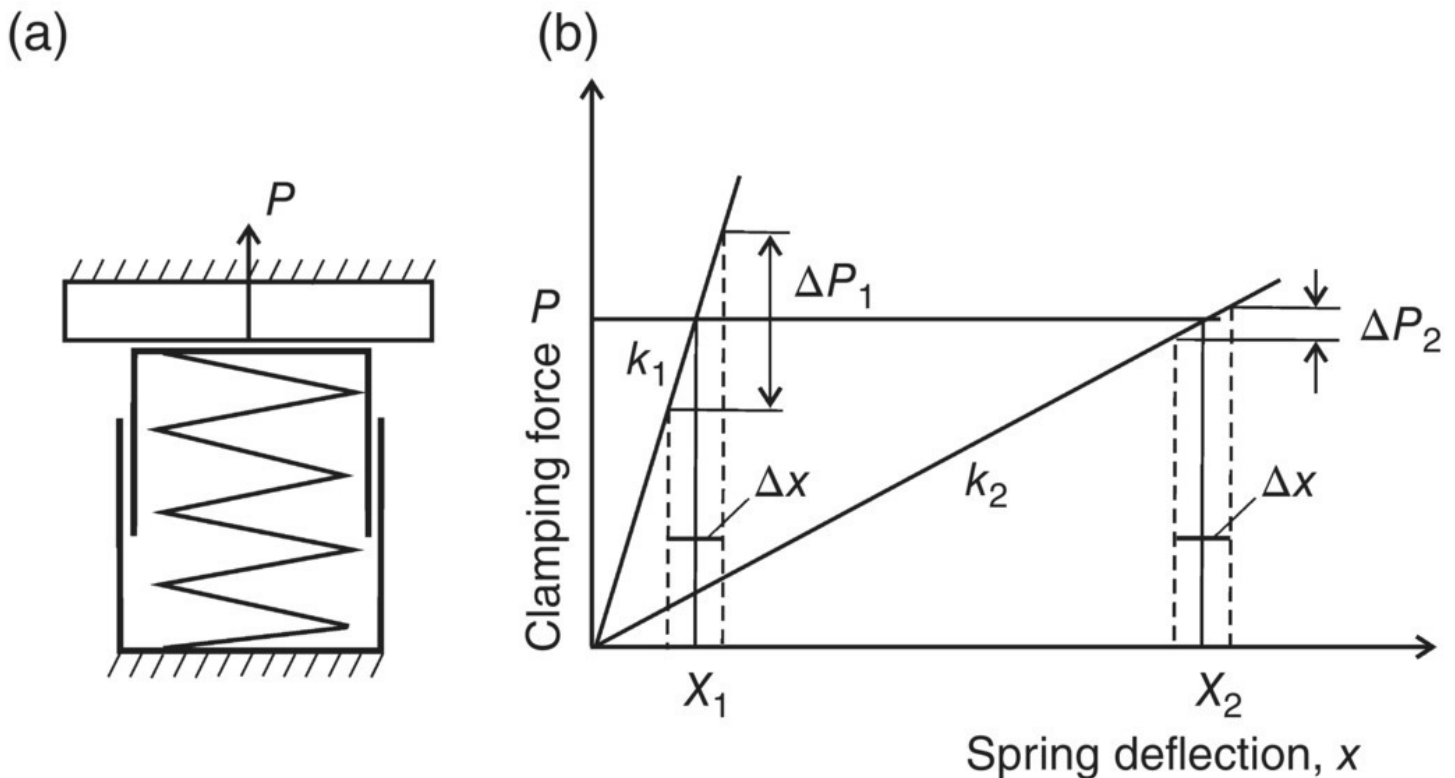 (a)
P
(b)
Clamping force
P
k₁
ΔP₁
Δx
k₂
ΔP₂
Δx
X₁
X₂
Spring deflection, x